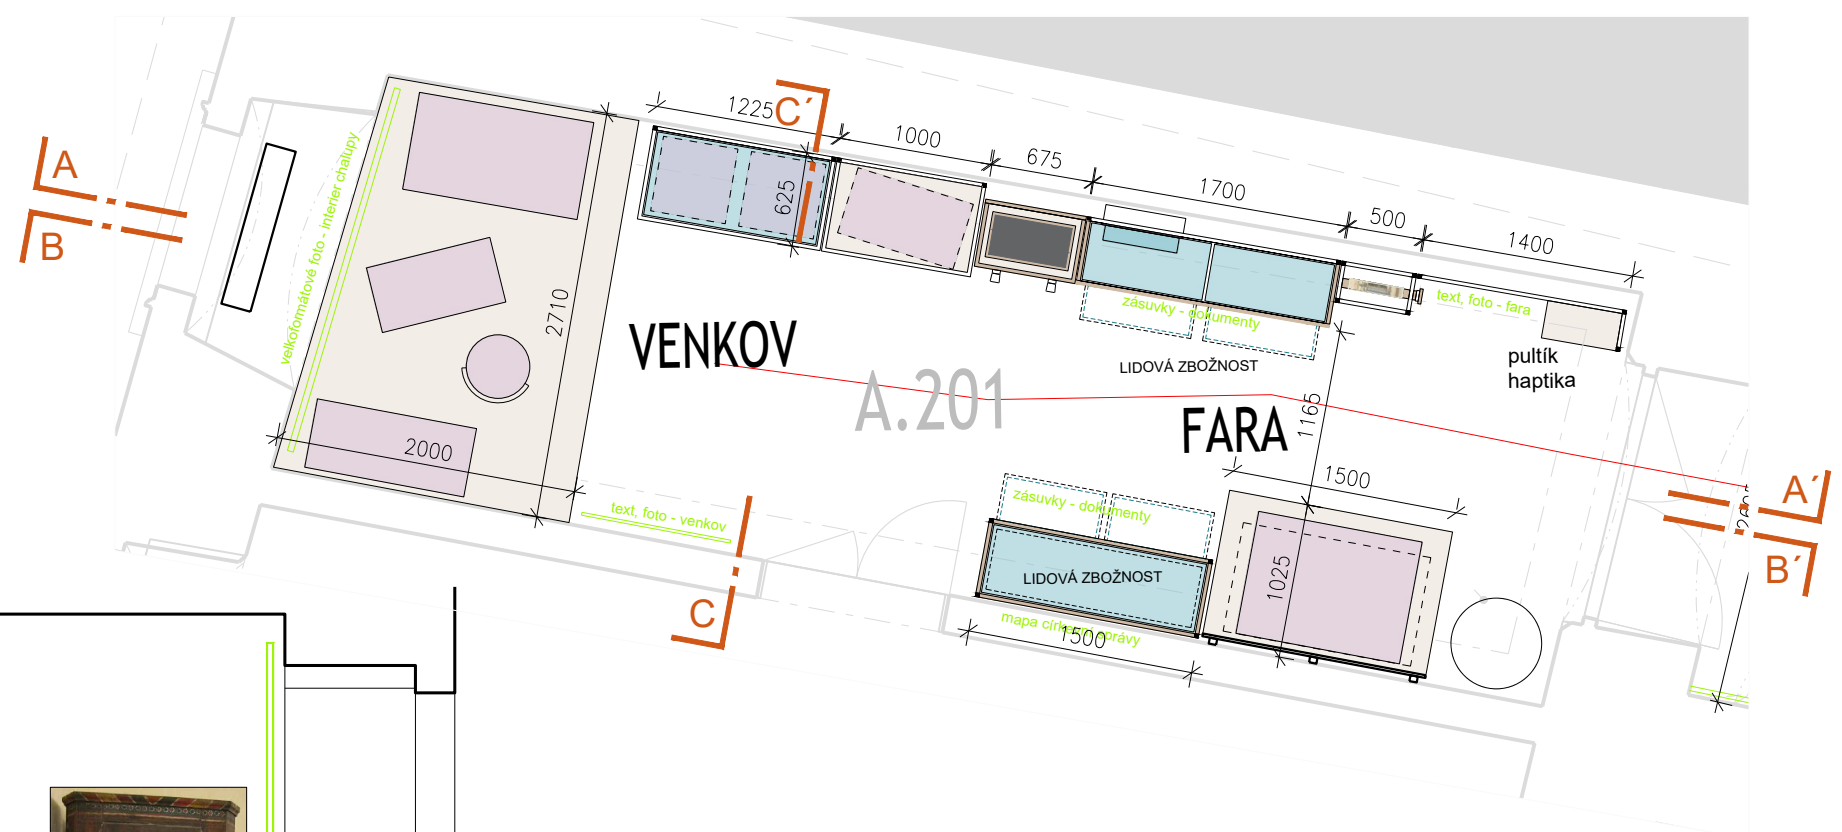 A
B
velkoformátové foto - interier chalupy
2710
2000
1225
C´
625
1000
675
1700
500
1400
zásuvky - dokumenty
text, foto - fara
pultík
haptika
LIDOVÁ ZBOŽNOST
VENKOV
A.201
FARA
1165
1500
text, foto - venkov
C
zásuvky - dokumenty
LIDOVÁ ZBOŽNOST
1025
mapa církevní správy
1500
A´
B´